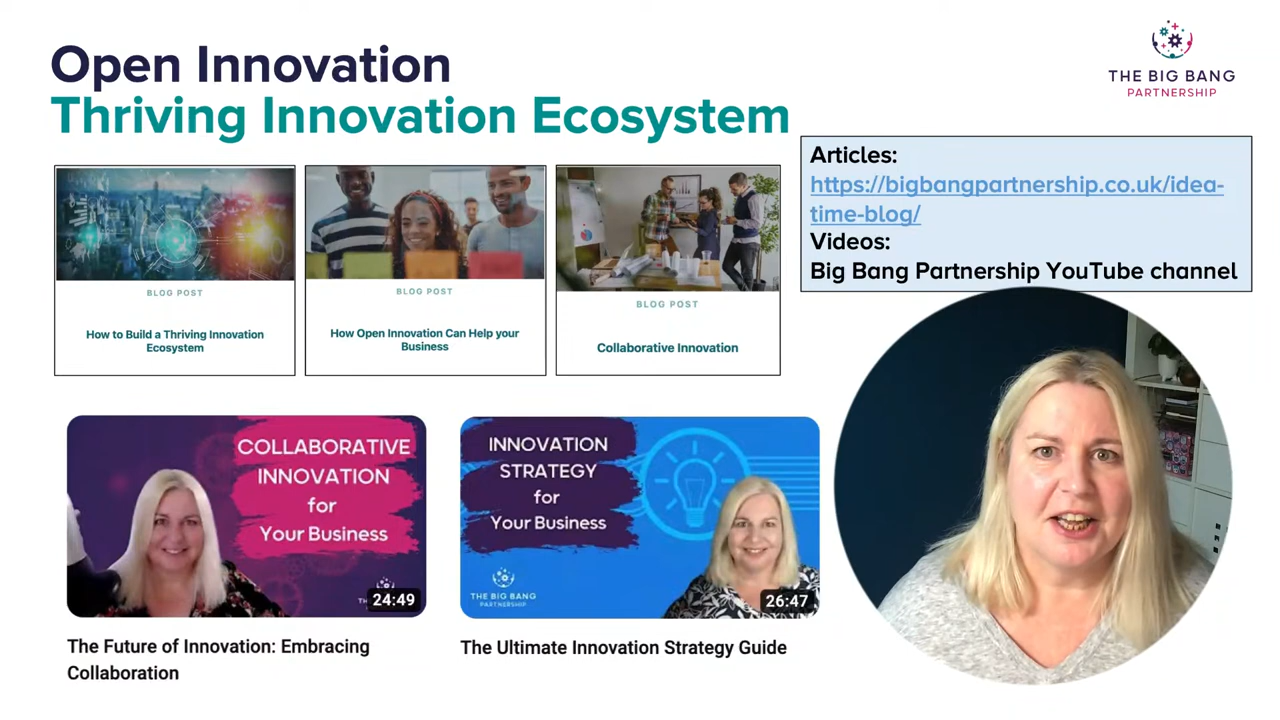 Open Innovation
Thriving Innovation Ecosystem
THE BIG BANG
PARTNERSHIP
Articles:
https://bigbangpartnership.co.uk/idea-
time-blog/
Videos:
Big Bang Partnership YouTube channel
BLOG POST
How to Build a Thriving Innovation
Ecosystem
BLOG POST
How Open Innovation Can Help your
Business
BLOG POST
Collaborative Innovation
COLLABORATIVE
INNOVATION
for
Your Business
24:49
The Future of Innovation: Embracing
Collaboration
INNOVATION
STRATEGY
for
Your Business
THE BIG BANG
PARTNERSHIP
26:47
The Ultimate Innovation Strategy Guide